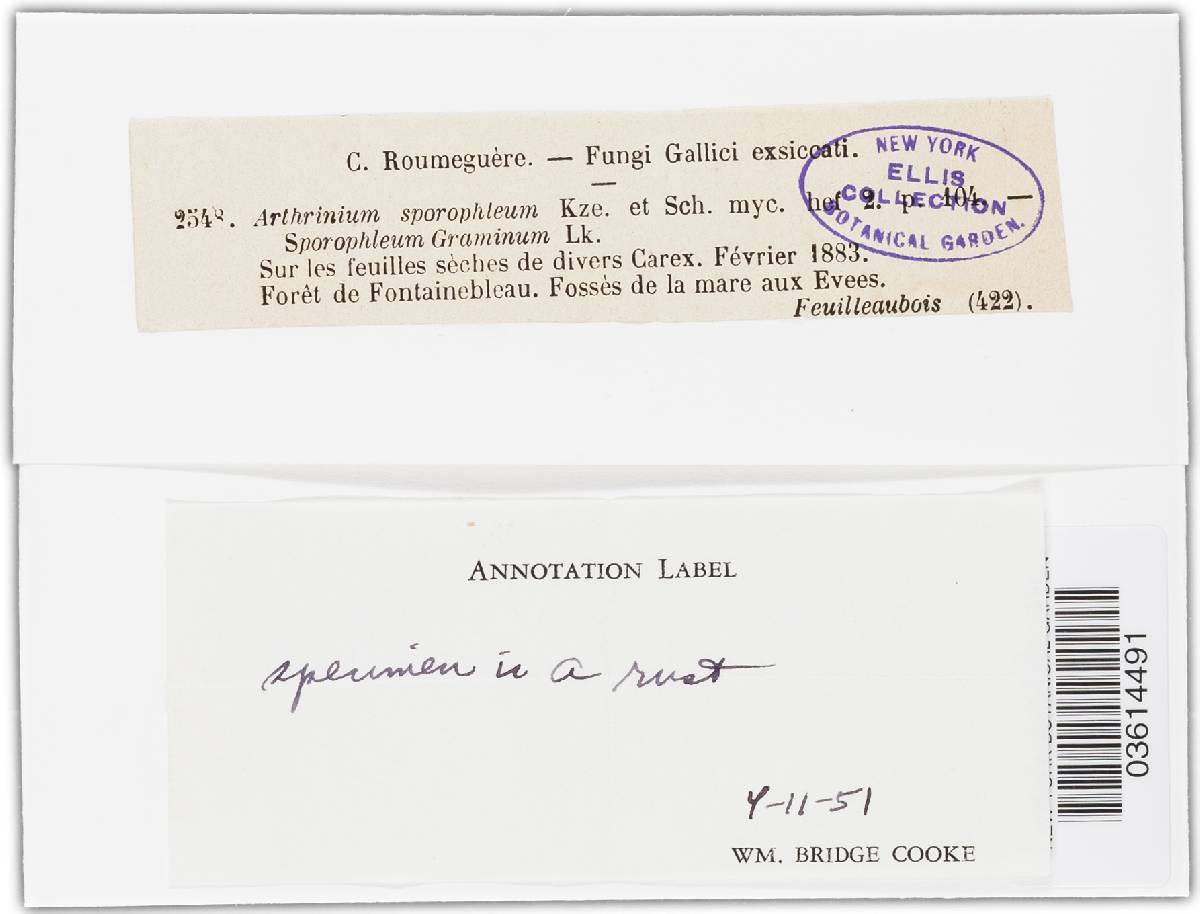 C. Roumeguère. — Fungi Gallici exsiccati.
2548. Arthrinium sporophleum Kze. et Sch. myc. hef 2. p. 104. —
Sporophleum Graminum Lk.
Sur les feuilles sèches de divers Carex. Février 1883.
Forêt de Fontainebleau. Fossès de la mare aux Evees.
Feuilleaubois (422).
NEW YORK
ELLIS
COLLECTION
BOTANICAL GARDEN.
ANNOTATION LABEL
specimen is a rust
4-11-51
WM. BRIDGE COOKE
03614491